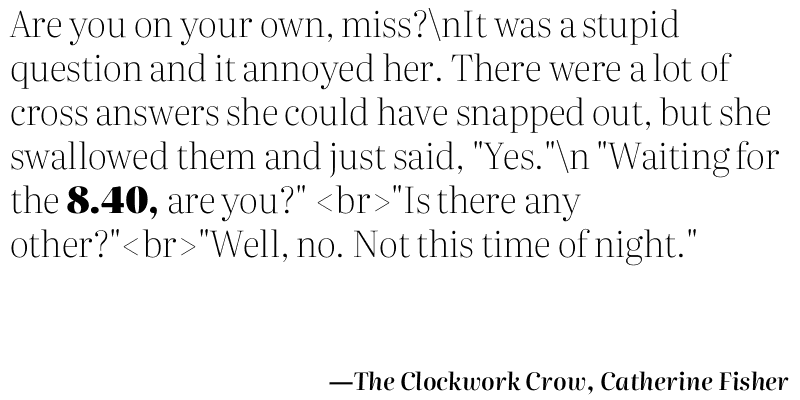 Are you on your own, miss?\nIt was a stupid
question and it annoyed her. There were a lot of
cross answers she could have snapped out, but she
swallowed them and just said, "Yes."\n "Waiting for
the 8.40, are you?" <br>"Is there any
other?"<br>"Well, no. Not this time of night."
—The Clockwork Crow, Catherine Fisher